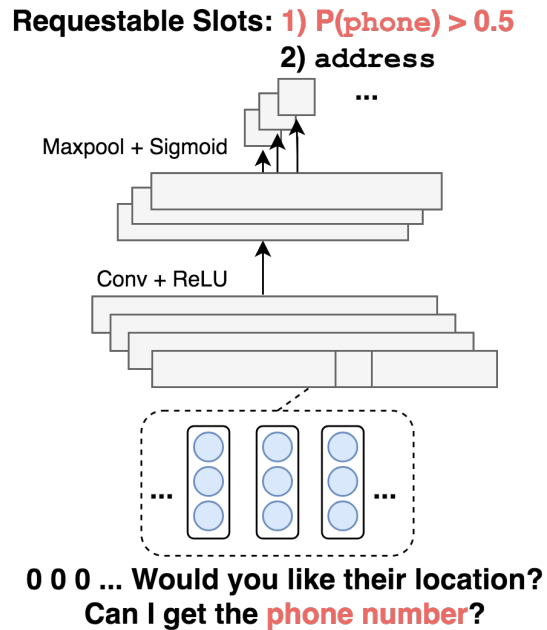 Requestable Slots: 1) P(phone) > 0.5
2) address
...
Maxpool + Sigmoid
Conv + ReLU
... ...
0 0 0 ... Would you like their location?
Can I get the phone number?